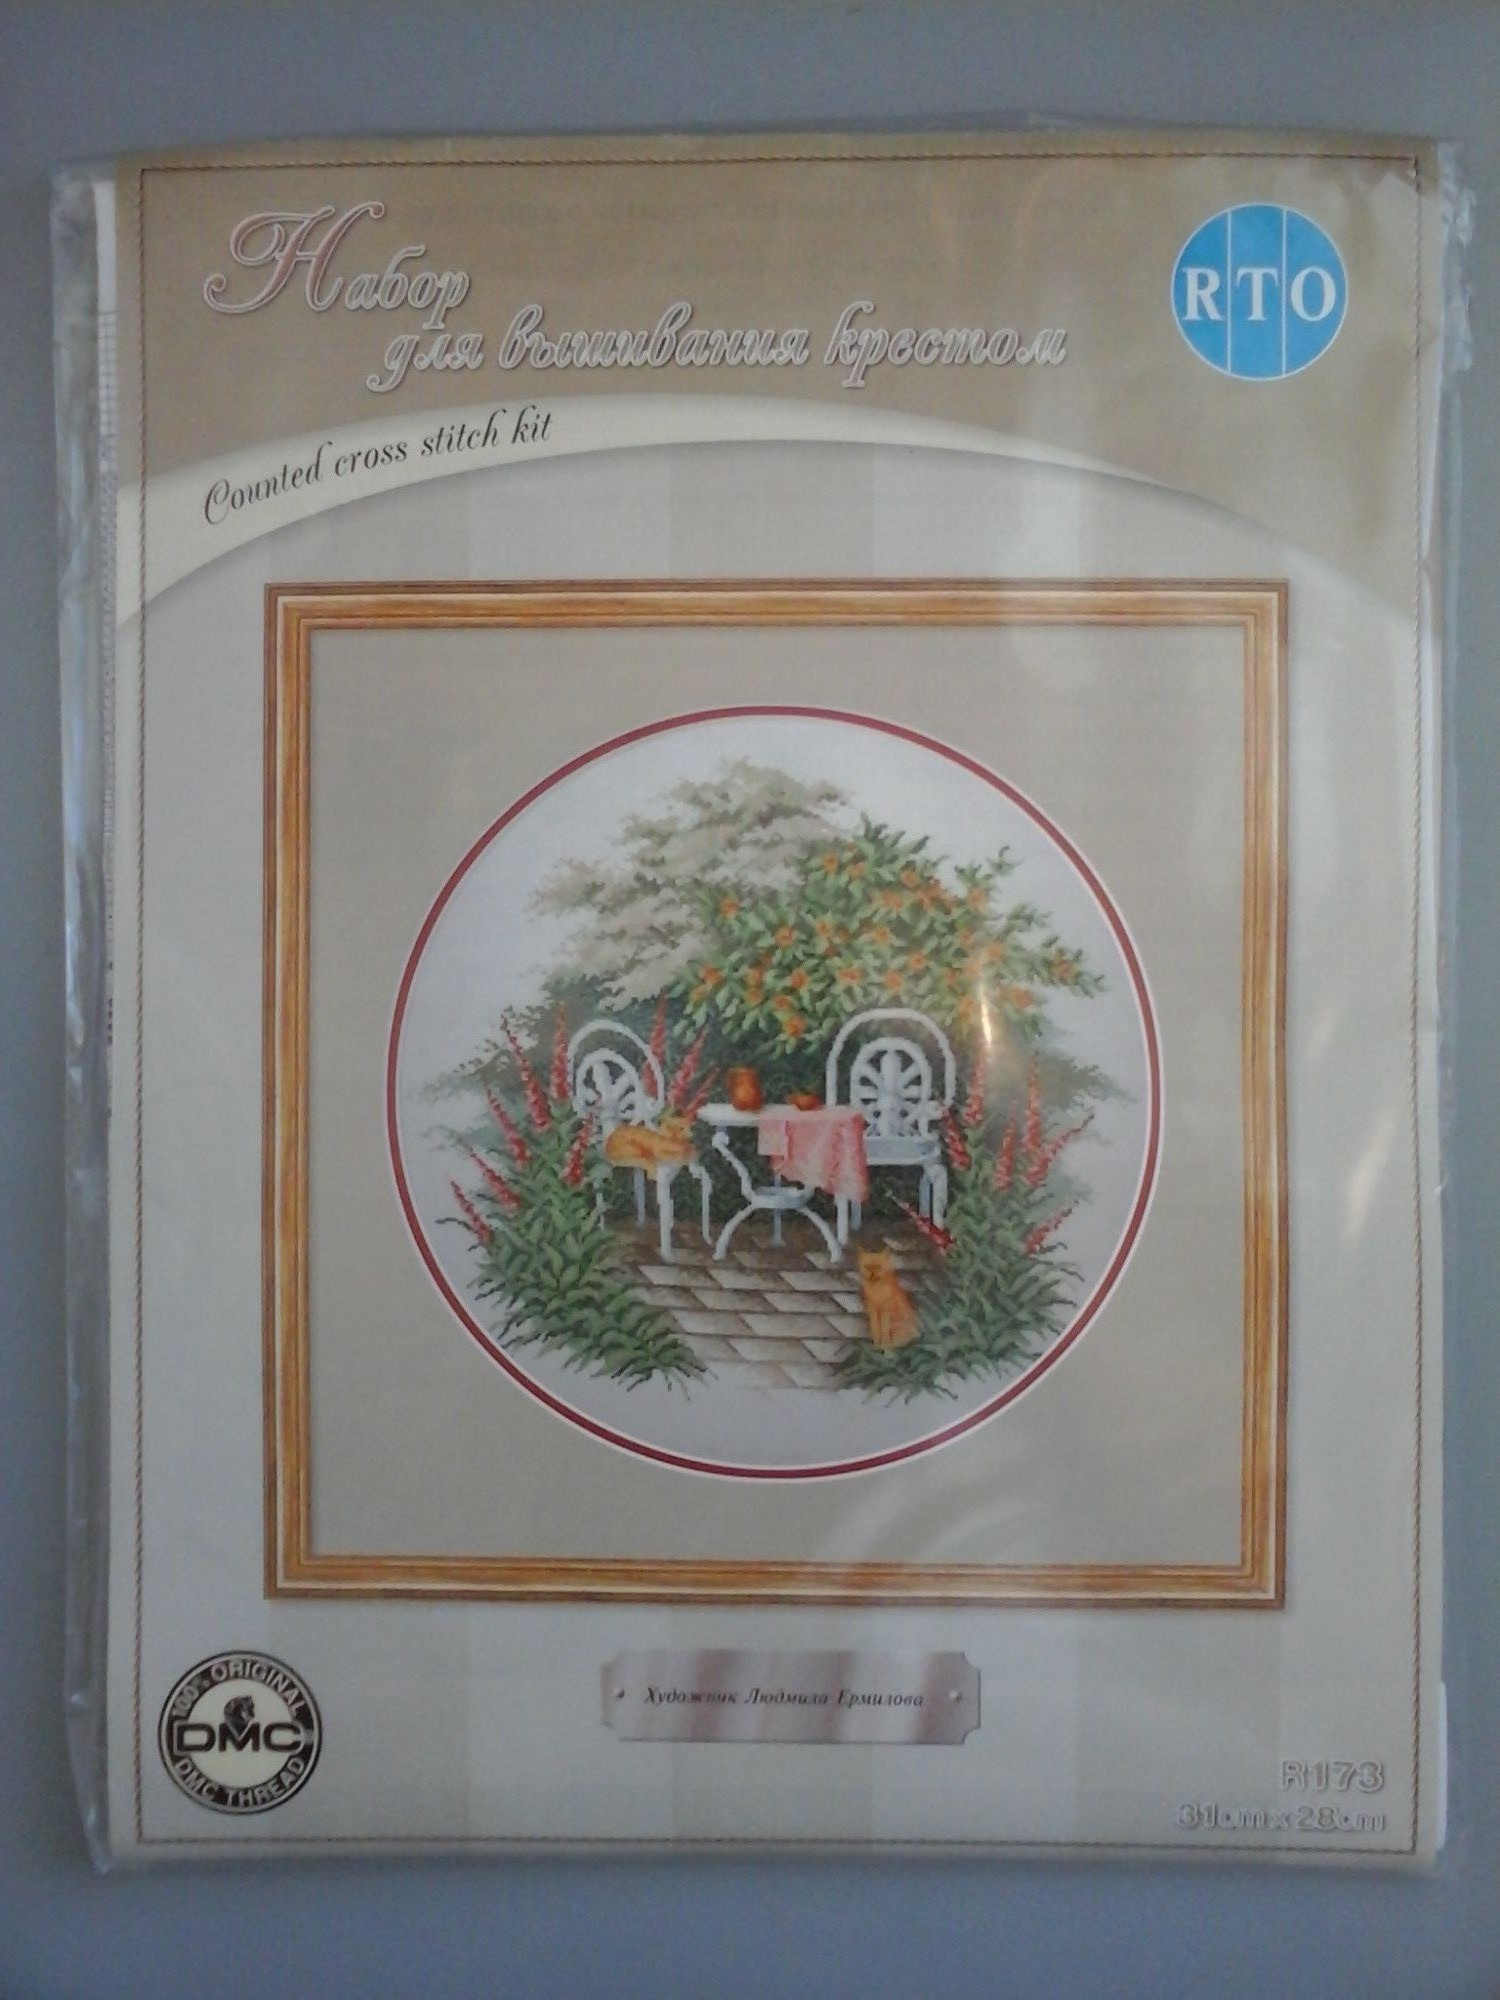 Набор
для вышивания крестом
RTO
Counted cross stitch kit
Художник Людмила Ермилова
100% ORIGINAL
DMC
DMC THREAD
R173
31cm x 28cm